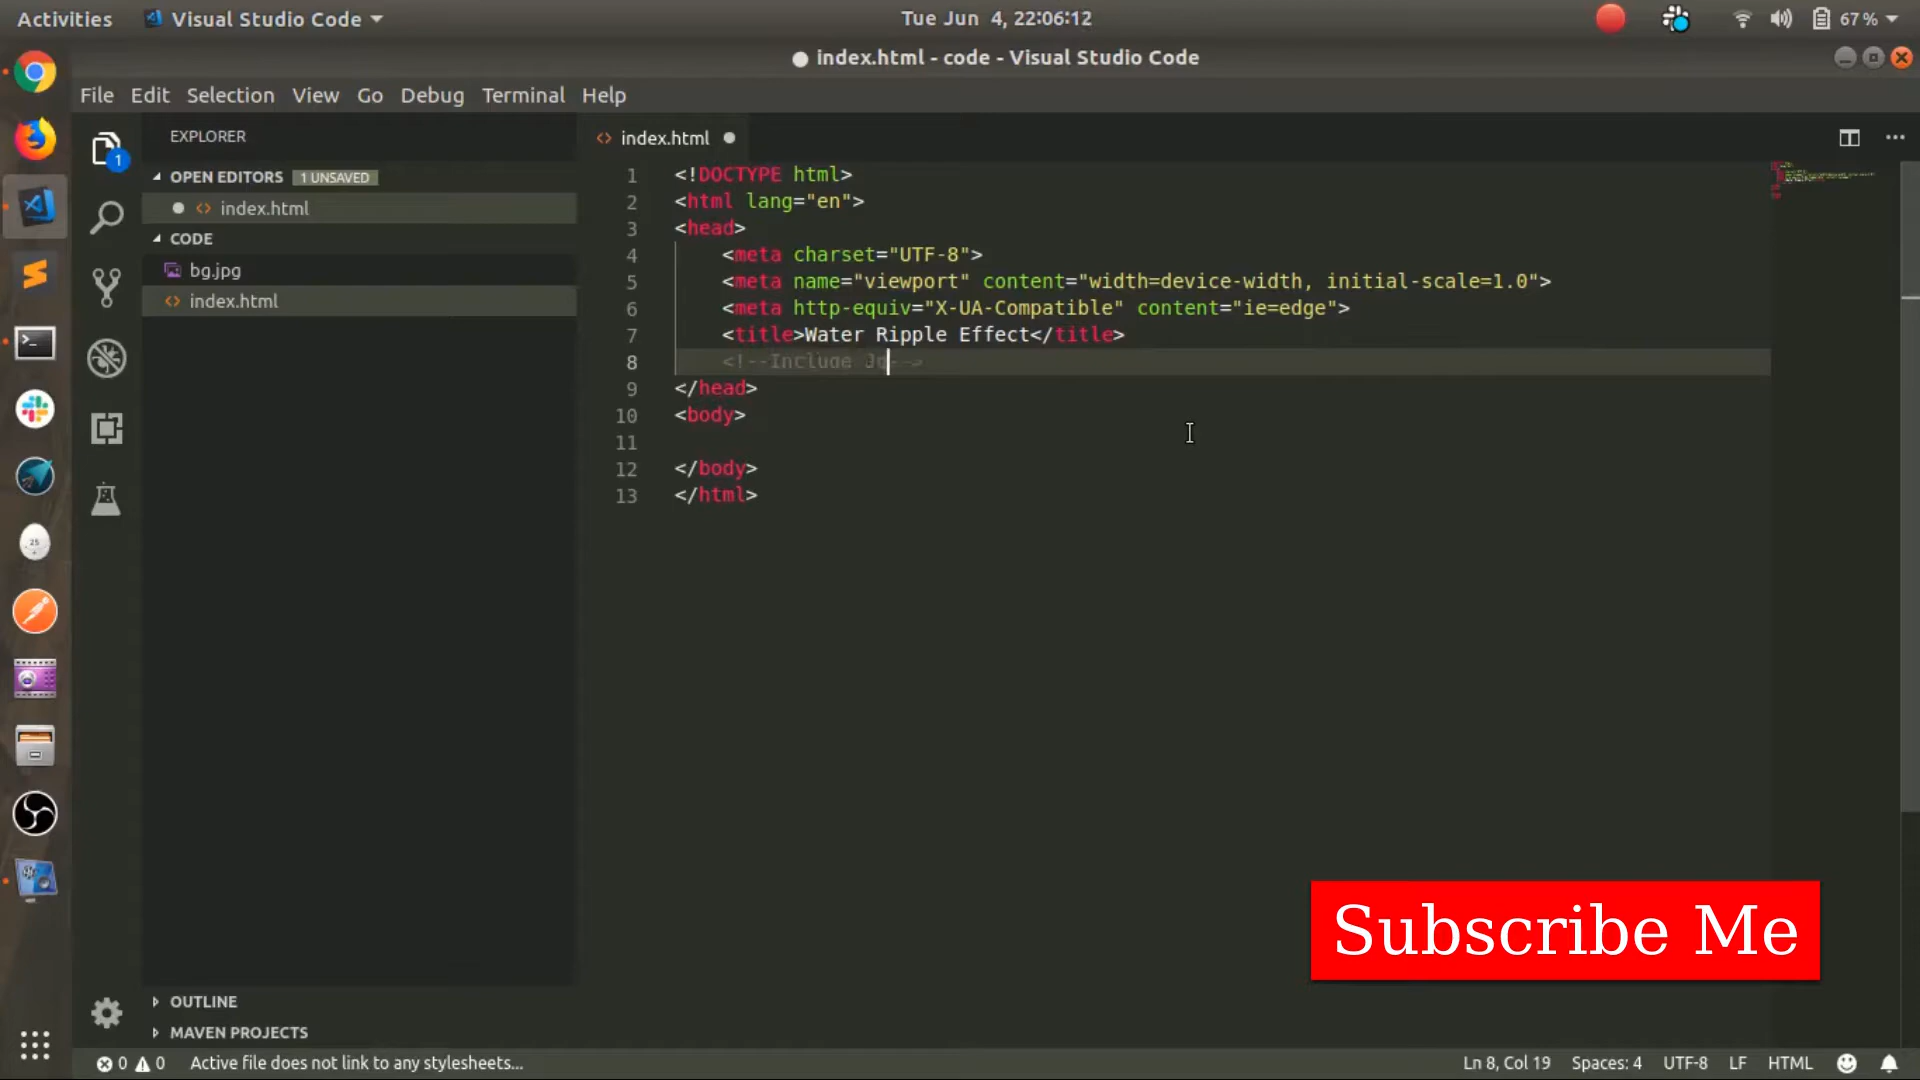 Activities
Visual Studio Code
Tue Jun 4, 22:06:12
67 %
index.html - code - Visual Studio Code
File Edit Selection View Go Debug Terminal Help
EXPLORER
1
OPEN EDITORS 1 UNSAVED
index.html
CODE
bg.jpg
index.html
OUTLINE
MAVEN PROJECTS
index.html
1 <!DOCTYPE html>
2 <html lang="en">
3 <head>
4 <meta charset="UTF-8">
5 <meta name="viewport" content="width=device-width, initial-scale=1.0">
6 <meta http-equiv="X-UA-Compatible" content="ie=edge">
7 <title>Water Ripple Effect</title>
8 <!--Include Jq-->
9 </head>
10 <body>
11
12 </body>
13 </html>
25
Subscribe Me
0 0 Active file does not link to any stylesheets...
Ln 8, Col 19 Spaces: 4 UTF-8 LF HTML